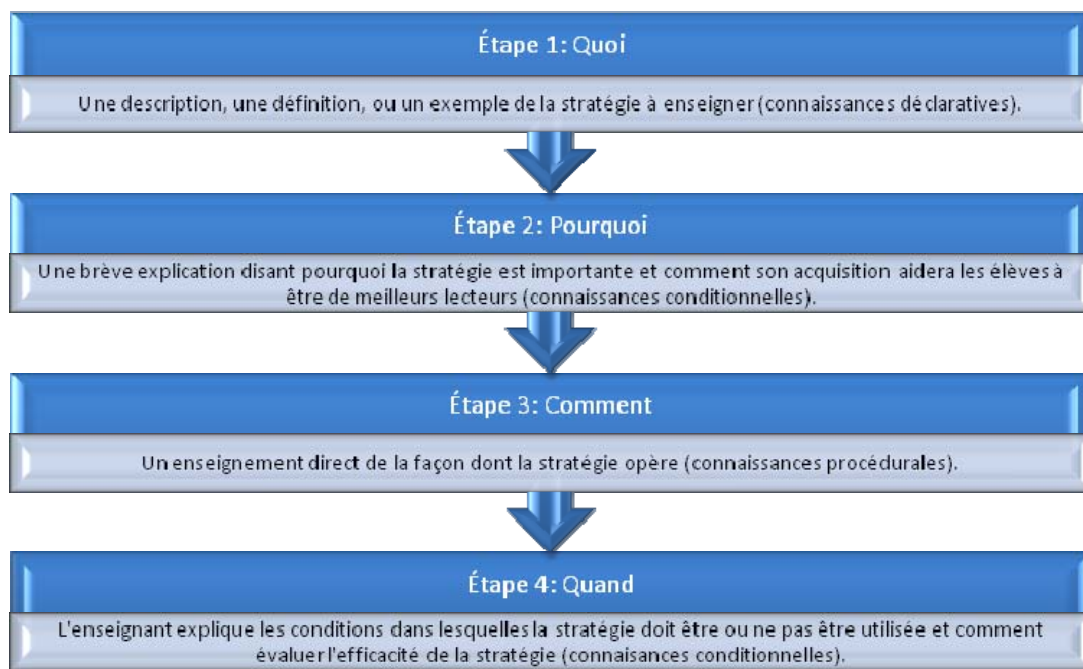 Étape 1: Quoi
Une description, une définition, ou un exemple de la stratégie à enseigner (connaissances déclaratives).
Étape 2: Pourquoi
Une brève explication disant pourquoi la stratégie est importante et comment son acquisition aidera les élèves à
être de meilleurs lecteurs (connaissances conditionnelles).
Étape 3: Comment
Un enseignement direct de la façon dont la stratégie opère (connaissances procédurales).
Étape 4: Quand
L'enseignant explique les conditions dans lesquelles la stratégie doit être ou ne pas être utilisée et comment
évaluer l'efficacité de la stratégie (connaisances conditionnelles).